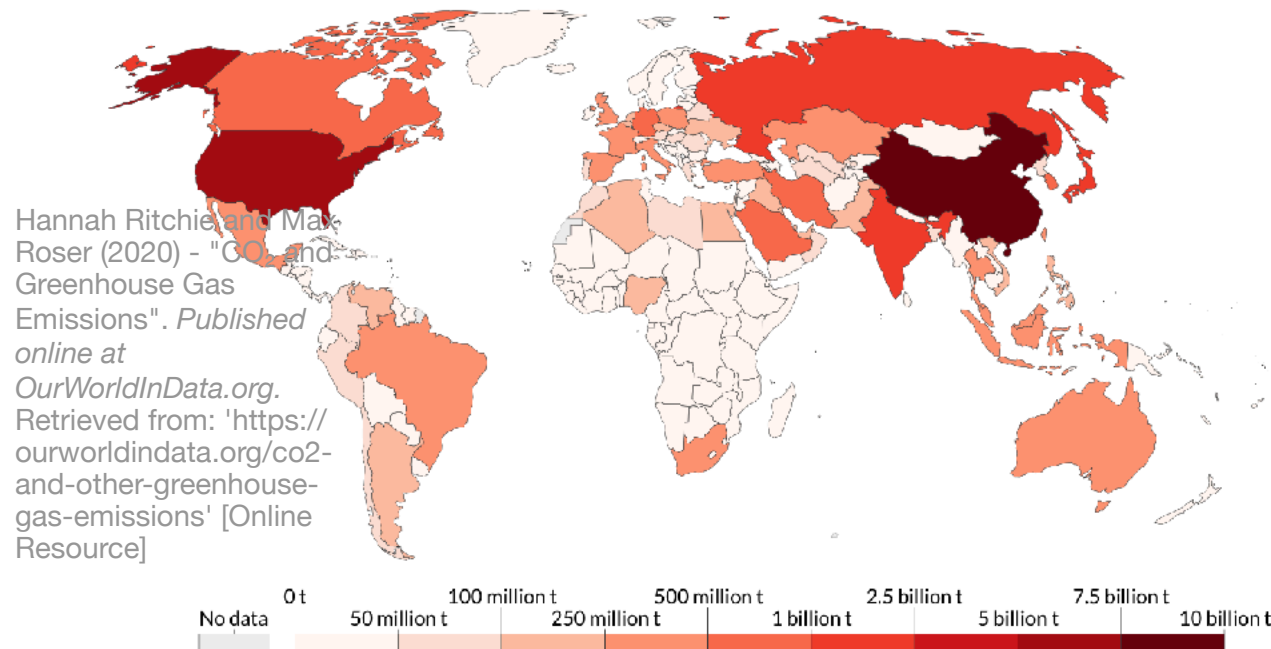 Hannah Ritchie and Max
Roser (2020) - "CO₂ and
Greenhouse Gas
Emissions". Published
online at
OurWorldInData.org.
Retrieved from: 'https://
ourworldindata.org/co2-
and-other-greenhouse-
gas-emissions' [Online
Resource]
0 t 100 million t 500 million t 2.5 billion t 7.5 billion t
No data 50 million t 250 million t 1 billion t 5 billion t 10 billion t